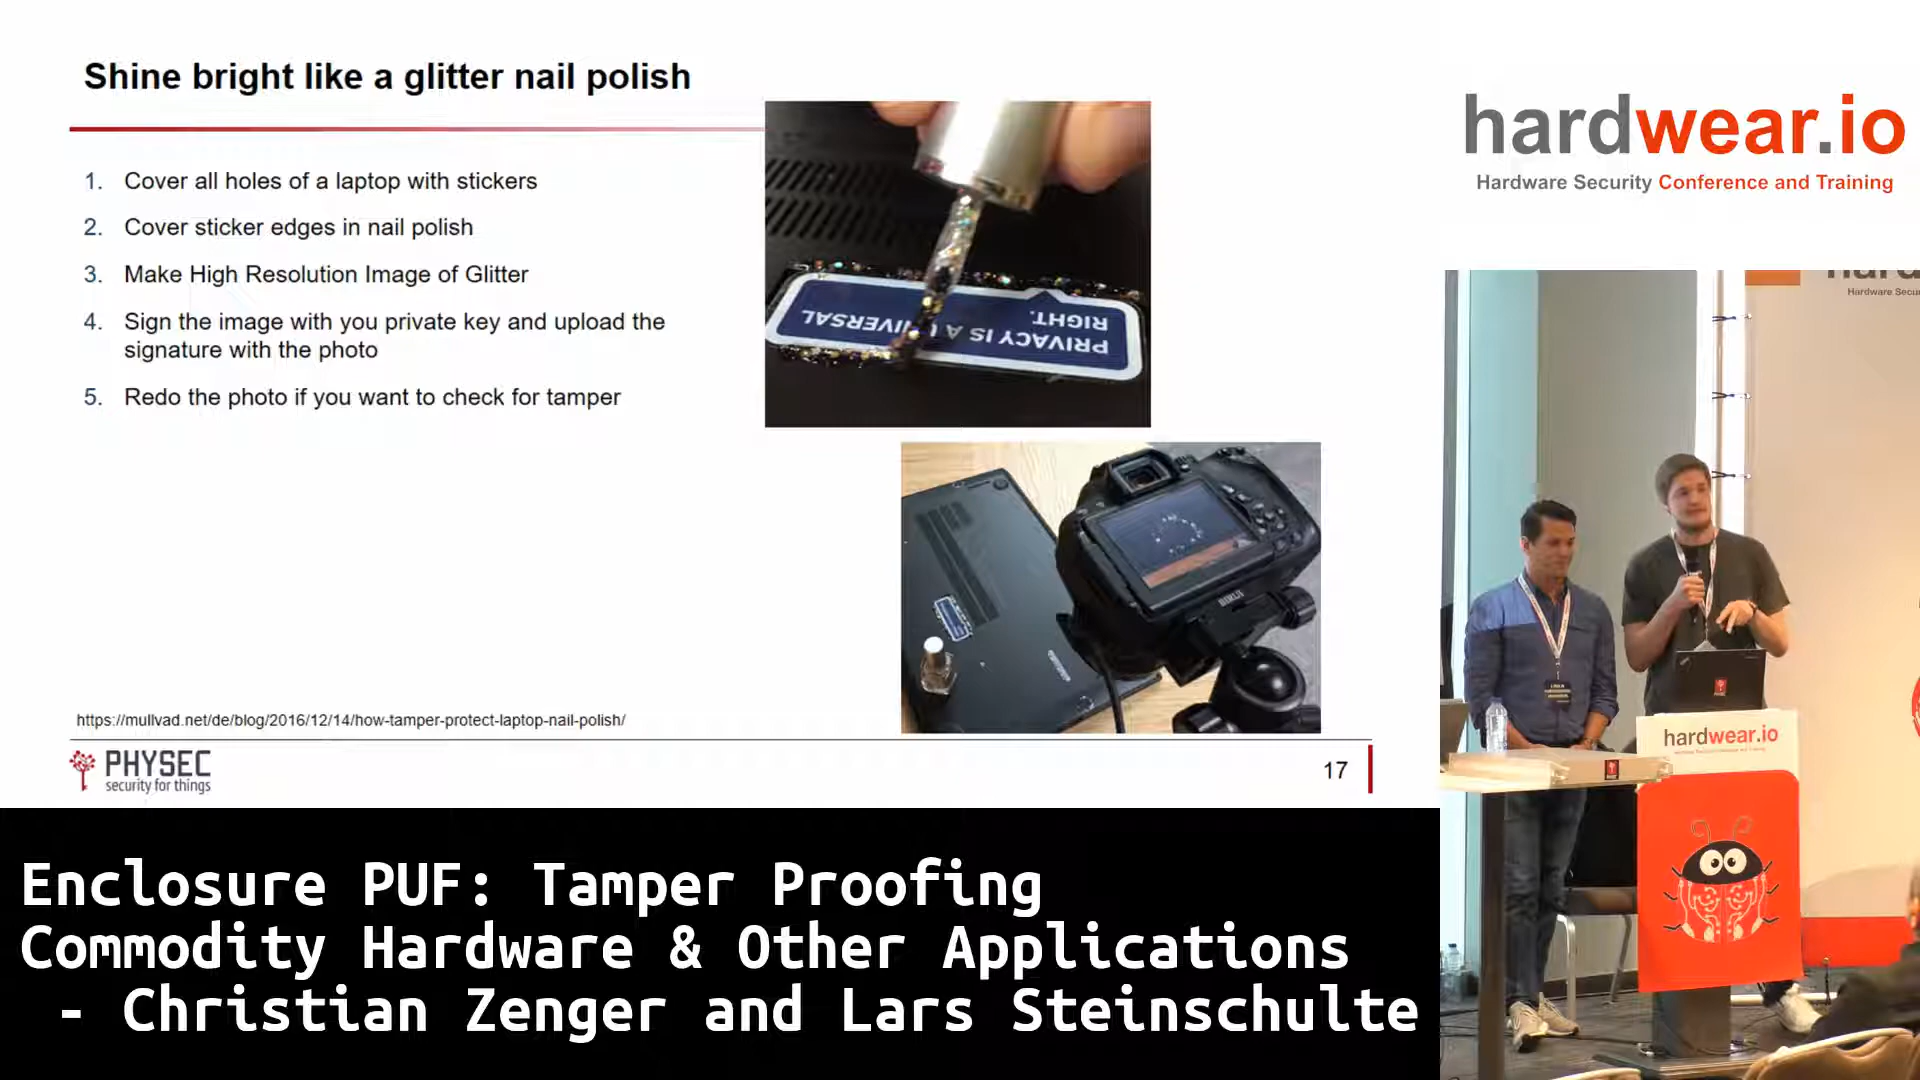 Shine bright like a glitter nail polish
1. Cover all holes of a laptop with stickers
2. Cover sticker edges in nail polish
3. Make High Resolution Image of Glitter
4. Sign the image with you private key and upload the
signature with the photo
5. Redo the photo if you want to check for tamper
PRIVACY IS A UNIVERSAL
RIGHT.
https://mullvad.net/de/blog/2016/12/14/how-tamper-protect-laptop-nail-polish/
PHYSEC
security for things
17
hardwear.io
Hardware Security Conference and Training
hardwear.io
Enclosure PUF: Tamper Proofing
Commodity Hardware & Other Applications
- Christian Zenger and Lars Steinschulte